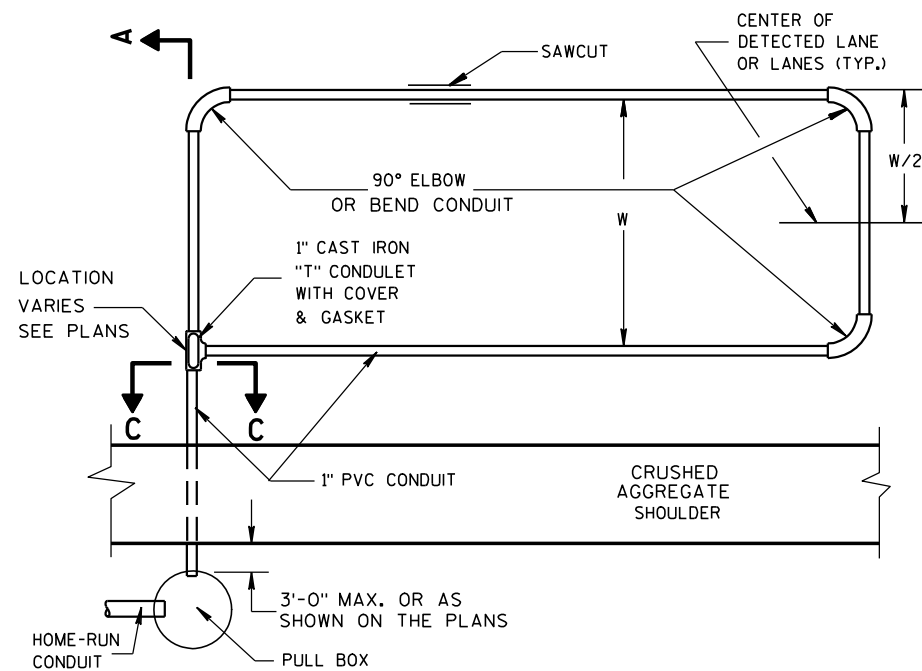 A
SAWCUT
CENTER OF
DETECTED LANE
OR LANES (TYP.)
W/2
90° ELBOW
OR BEND CONDUIT
W
1" CAST IRON
"T" CONDULET
WITH COVER
& GASKET
LOCATION
VARIES
SEE PLANS
C
C
1" PVC CONDUIT
CRUSHED
AGGREGATE
SHOULDER
3'-0" MAX. OR AS
SHOWN ON THE PLANS
HOME-RUN
CONDUIT
PULL BOX